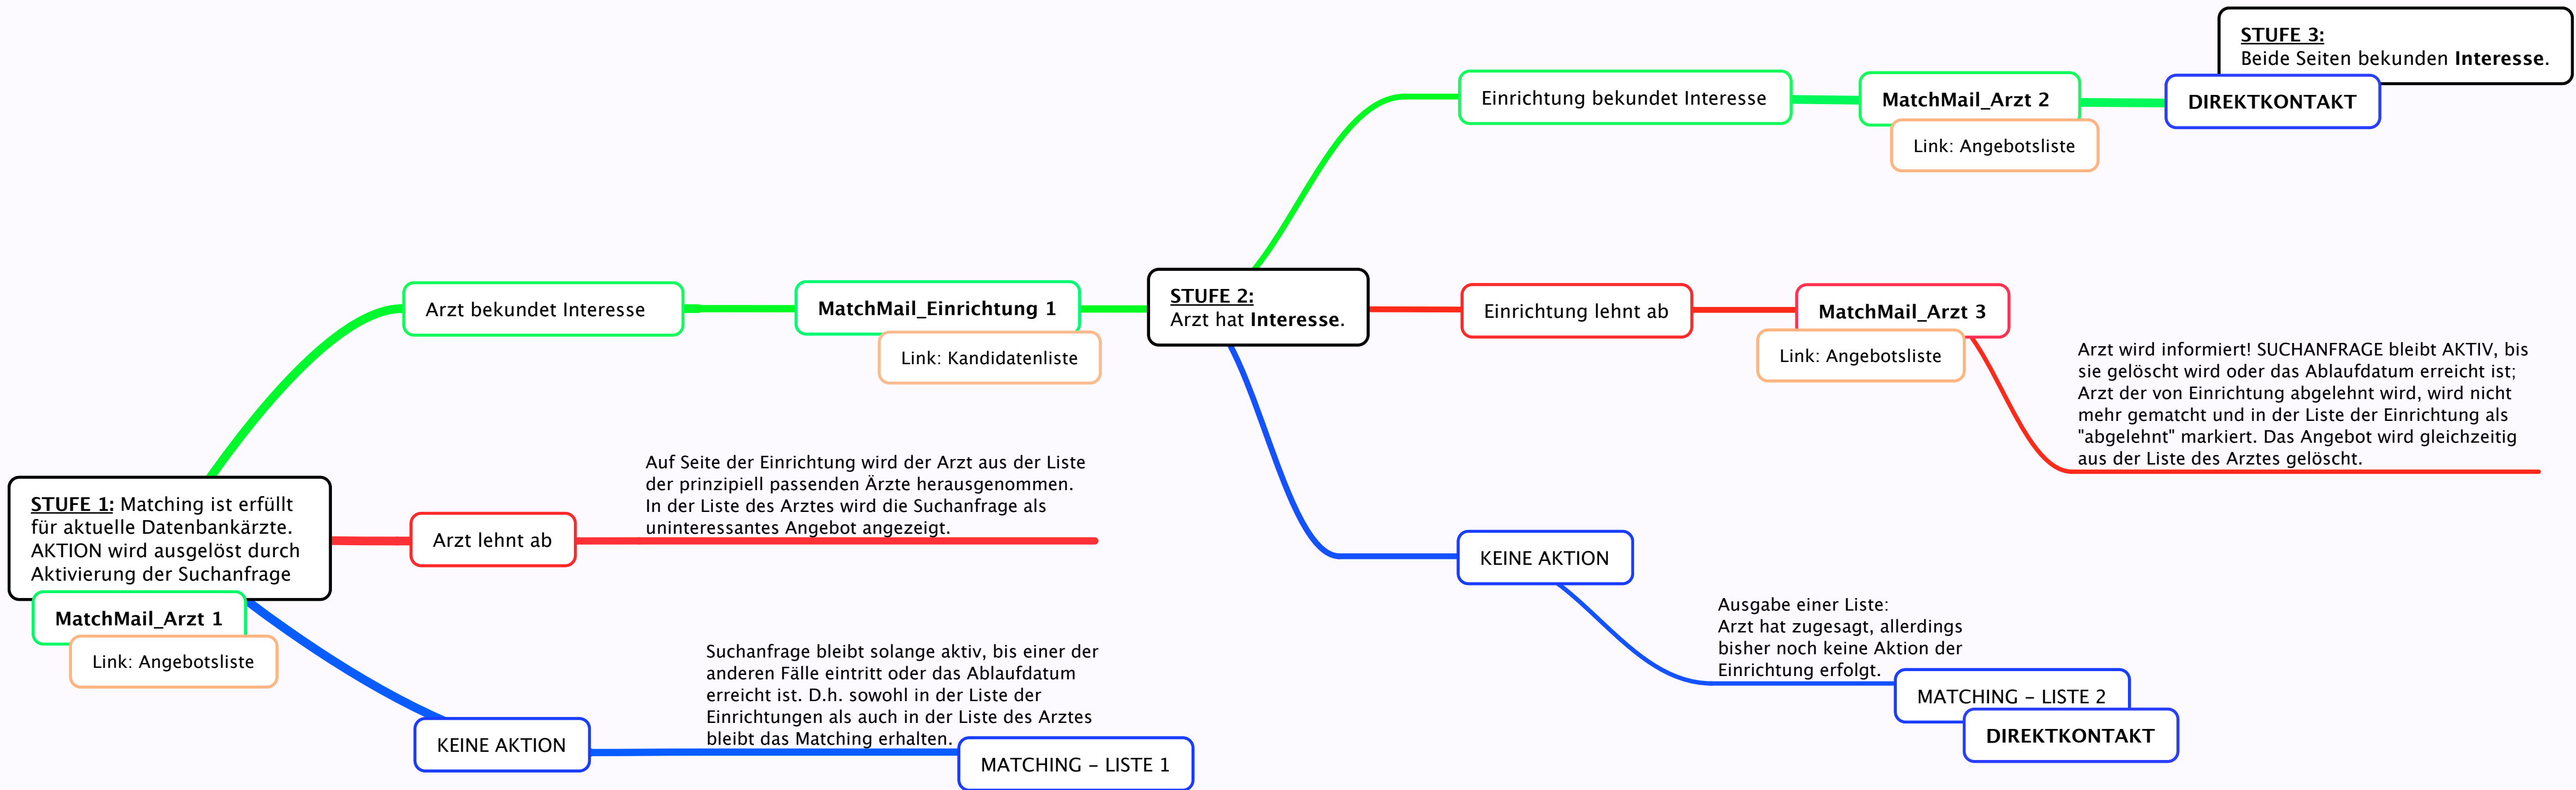 STUFE 3:
Beide Seiten bekunden Interesse.
Einrichtung bekundet Interesse
MatchMail_Arzt 2
DIREKTKONTAKT
Link: Angebotsliste
Arzt bekundet Interesse
MatchMail_Einrichtung 1
Link: Kandidatenliste
STUFE 2:
Arzt hat Interesse.
Einrichtung lehnt ab
MatchMail_Arzt 3
Link: Angebotsliste
Arzt wird informiert! SUCHANFRAGE bleibt AKTIV, bis
sie gelöscht wird oder das Ablaufdatum erreicht ist;
Arzt der von Einrichtung abgelehnt wird, wird nicht
mehr gematcht und in der Liste der Einrichtung als
"abgelehnt" markiert. Das Angebot wird gleichzeitig
aus der Liste des Arztes gelöscht.
STUFE 1: Matching ist erfüllt
für aktuelle Datenbankärzte.
AKTION wird ausgelöst durch
Aktivierung der Suchanfrage
MatchMail_Arzt 1
Link: Angebotsliste
Arzt lehnt ab
Auf Seite der Einrichtung wird der Arzt aus der Liste
der prinzipiell passenden Ärzte herausgenommen.
In der Liste des Arztes wird die Suchanfrage als
uninteressantes Angebot angezeigt.
KEINE AKTION
Suchanfrage bleibt solange aktiv, bis einer der
anderen Fälle eintritt oder das Ablaufdatum
erreicht ist. D.h. sowohl in der Liste der
Einrichtungen als auch in der Liste des Arztes
bleibt das Matching erhalten.
MATCHING – LISTE 1
KEINE AKTION
Ausgabe einer Liste:
Arzt hat zugesagt, allerdings
bisher noch keine Aktion der
Einrichtung erfolgt.
MATCHING – LISTE 2
DIREKTKONTAKT